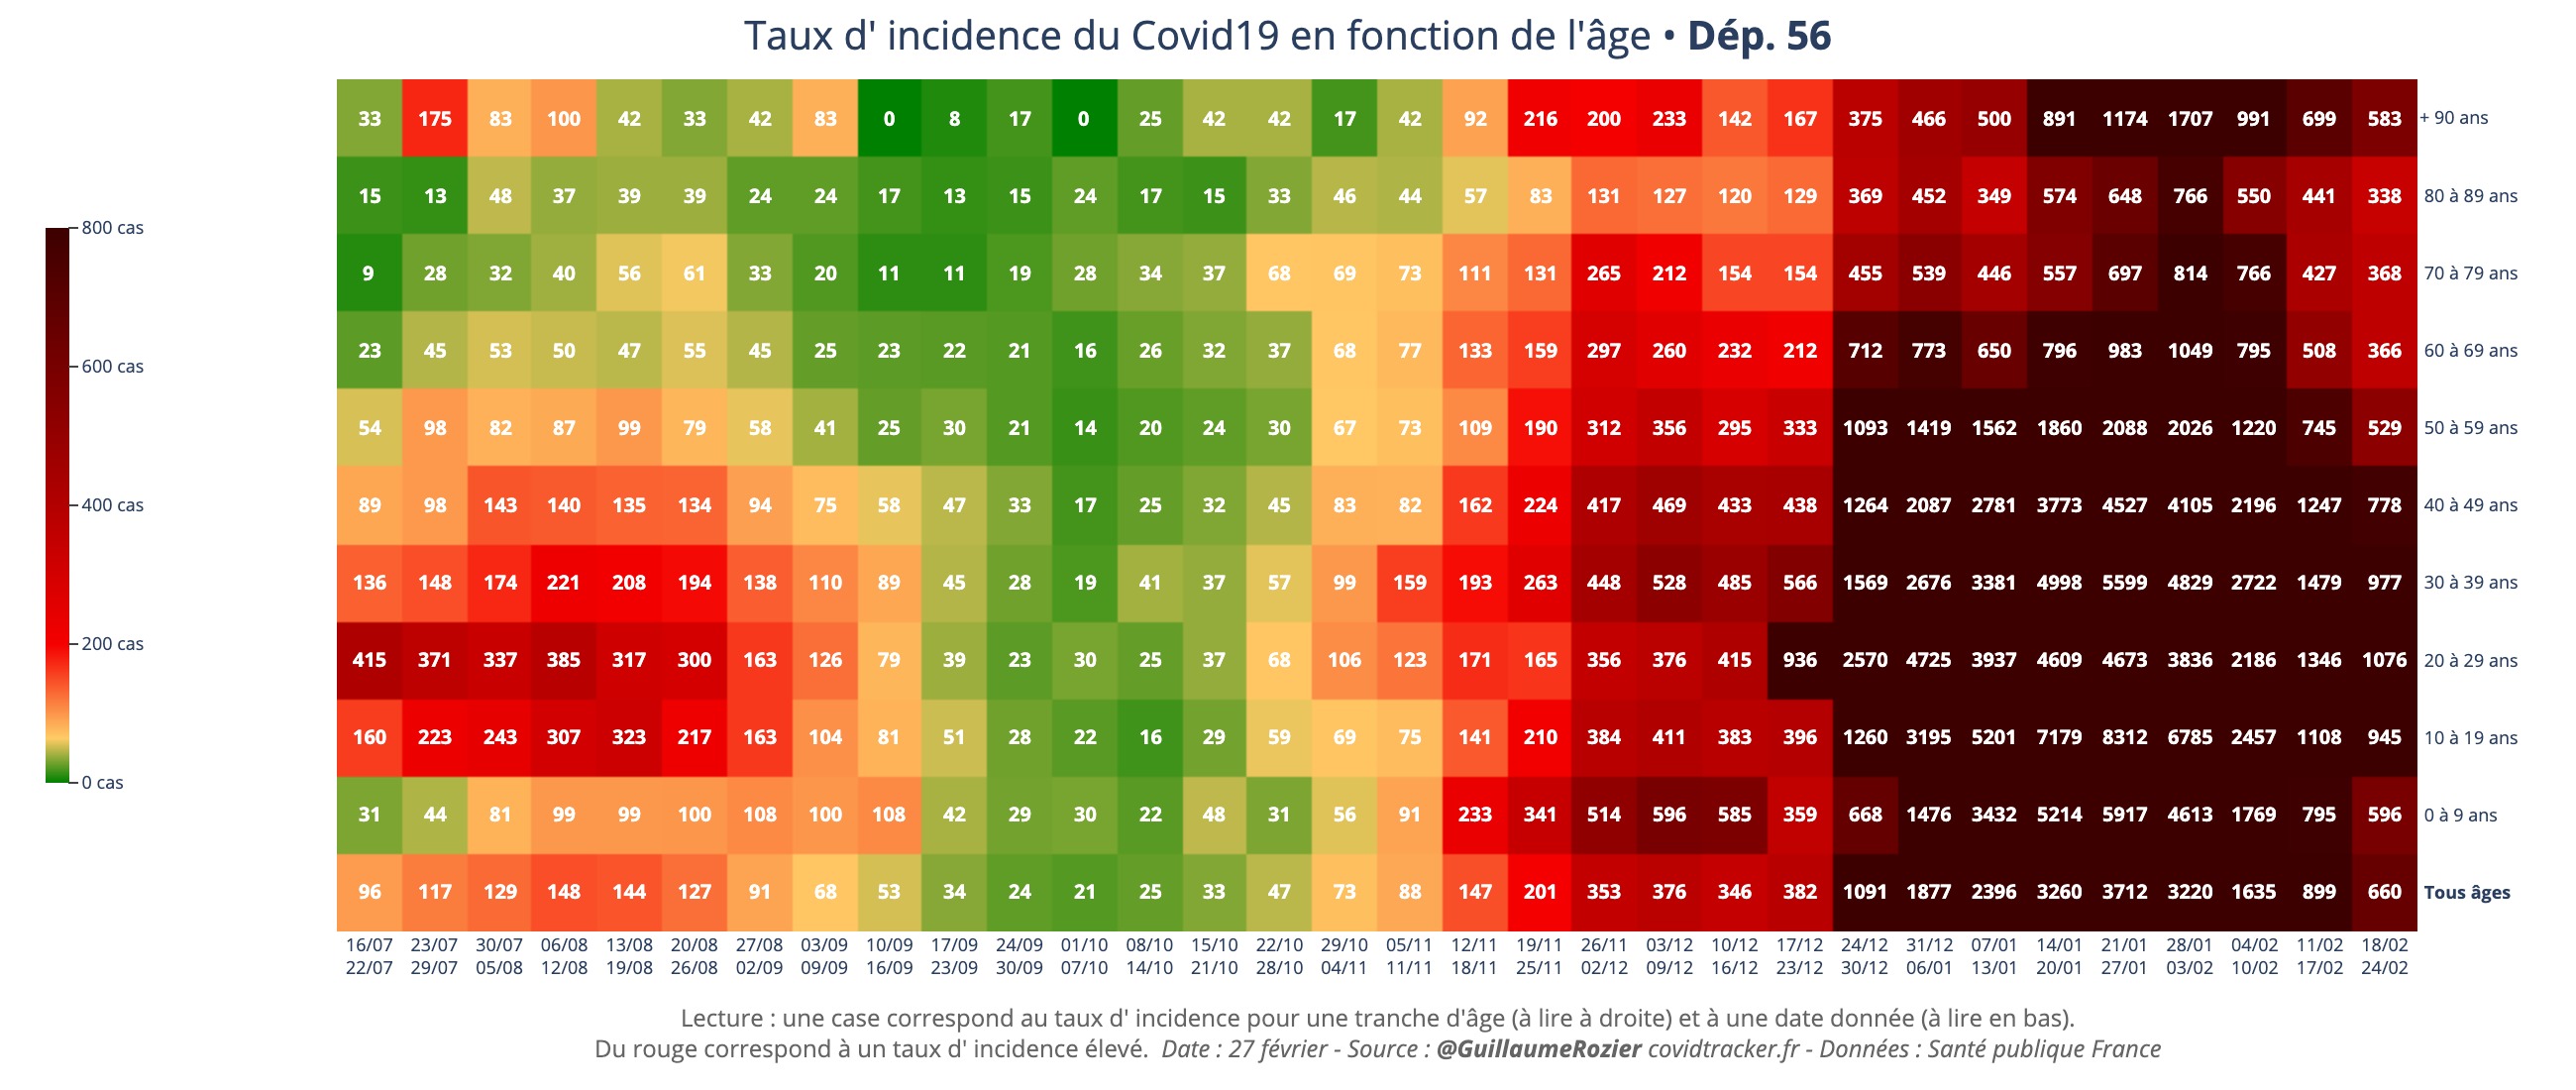 Taux d' incidence du Covid19 en fonction de l'âge • Dép. 56
33 175 83 100 42 33 42 83 0 8 17 0 25 42 42 17 42 92 216 200 233 142 167 375 466 500 891 1174 1707 991 699 583 + 90 ans
15 13 48 37 39 39 24 24 17 13 15 24 17 15 33 46 44 57 83 131 127 120 129 369 452 349 574 648 766 550 441 338 80 à 89 ans
800 cas
9 28 32 40 56 61 33 20 11 11 19 28 34 37 68 69 73 111 131 265 212 154 154 455 539 446 557 697 814 766 427 368 70 à 79 ans
23 45 53 50 47 55 45 25 23 22 21 16 26 32 37 68 77 133 159 297 260 232 212 712 773 650 796 983 1049 795 508 366 60 à 69 ans
600 cas
54 98 82 87 99 79 58 41 25 30 21 14 20 24 30 67 73 109 190 312 356 295 333 1093 1419 1562 1860 2088 2026 1220 745 529 50 à 59 ans
400 cas
89 98 143 140 135 134 94 75 58 47 33 17 25 32 45 83 82 162 224 417 469 433 438 1264 2087 2781 3773 4527 4105 2196 1247 778 40 à 49 ans
136 148 174 221 208 194 138 110 89 45 28 19 41 37 57 99 159 193 263 448 528 485 566 1569 2676 3381 4998 5599 4829 2722 1479 977 30 à 39 ans
200 cas
415 371 337 385 317 300 163 126 79 39 23 30 25 37 68 106 123 171 165 356 376 415 936 2570 4725 3937 4609 4673 3836 2186 1346 1076 20 à 29 ans
160 223 243 307 323 217 163 104 81 51 28 22 16 29 59 69 75 141 210 384 411 383 396 1260 3195 5201 7179 8312 6785 2457 1108 945 10 à 19 ans
0 cas
31 44 81 99 99 100 108 100 108 42 29 30 22 48 31 56 91 233 341 514 596 585 359 668 1476 3432 5214 5917 4613 1769 795 596 0 à 9 ans
96 117 129 148 144 127 91 68 53 34 24 21 25 33 47 73 88 147 201 353 376 346 382 1091 1877 2396 3260 3712 3220 1635 899 660 Tous âges
16/07 23/07 30/07 06/08 13/08 20/08 27/08 03/09 10/09 17/09 24/09 01/10 08/10 15/10 22/10 29/10 05/11 12/11 19/11 26/11 03/12 10/12 17/12 24/12 31/12 07/01 14/01 21/01 28/01 04/02 11/02 18/02
22/07 29/07 05/08 12/08 19/08 26/08 02/09 09/09 16/09 23/09 30/09 07/10 14/10 21/10 28/10 04/11 11/11 18/11 25/11 02/12 09/12 16/12 23/12 30/12 06/01 13/01 20/01 27/01 03/02 10/02 17/02 24/02
Lecture : une case correspond au taux d' incidence pour une tranche d'âge (à lire à droite) et à une date donnée (à lire en bas).
Du rouge correspond à un taux d' incidence élevé. Date : 27 février - Source : @GuillaumeRozier covidtracker.fr - Données : Santé publique France